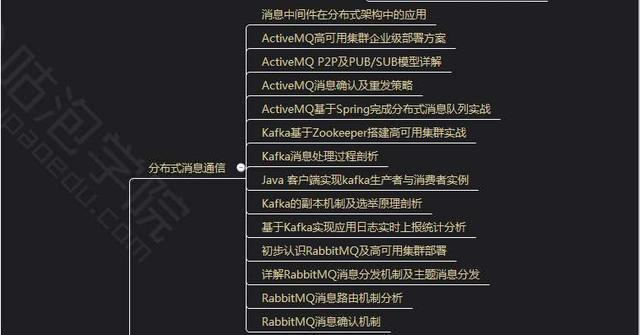 消息中间件在分布式架构中的应用
ActiveMQ高可用集群企业级部署方案
ActiveMQ P2P及PUB/SUB模型详解
ActiveMQ消息确认及重发策略
ActiveMQ基于Spring完成分布式消息队列实战
Kafka基于Zookeeper搭建高可用集群实战
Kafka消息处理过程剖析
分布式消息通信
Java 客户端实现kafka生产者与消费者实例
Kafka的副本机制及选举原理剖析
基于Kafka实现应用日志实时上报统计分析
初步认识RabbitMQ及高可用集群部署
详解RabbitMQ消息分发机制及主题消息分发
RabbitMQ消息路由机制分析
RabbitMQ消息确认机制
咕泡学院